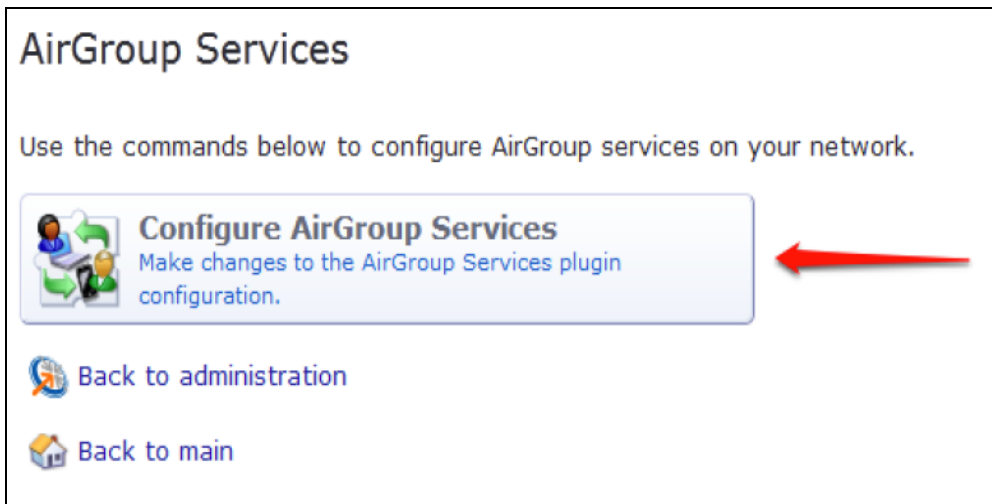 AirGroup Services
Use the commands below to configure AirGroup services on your network.
Configure AirGroup Services
Make changes to the AirGroup Services plugin
configuration.
Back to administration
Back to main